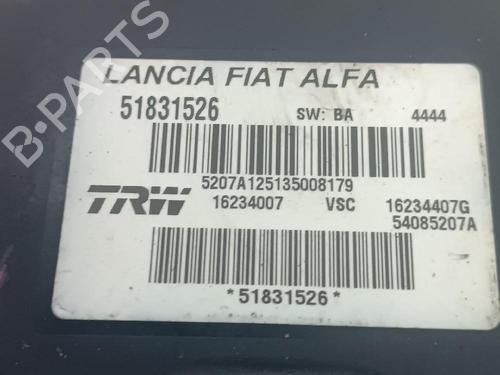 LANCIA FIAT ALFA
51831526 SW: BA 4444
5207A125135008179
TRW 16234007 VSC 16234407G
54085207A
*51831526*
B-PARTS